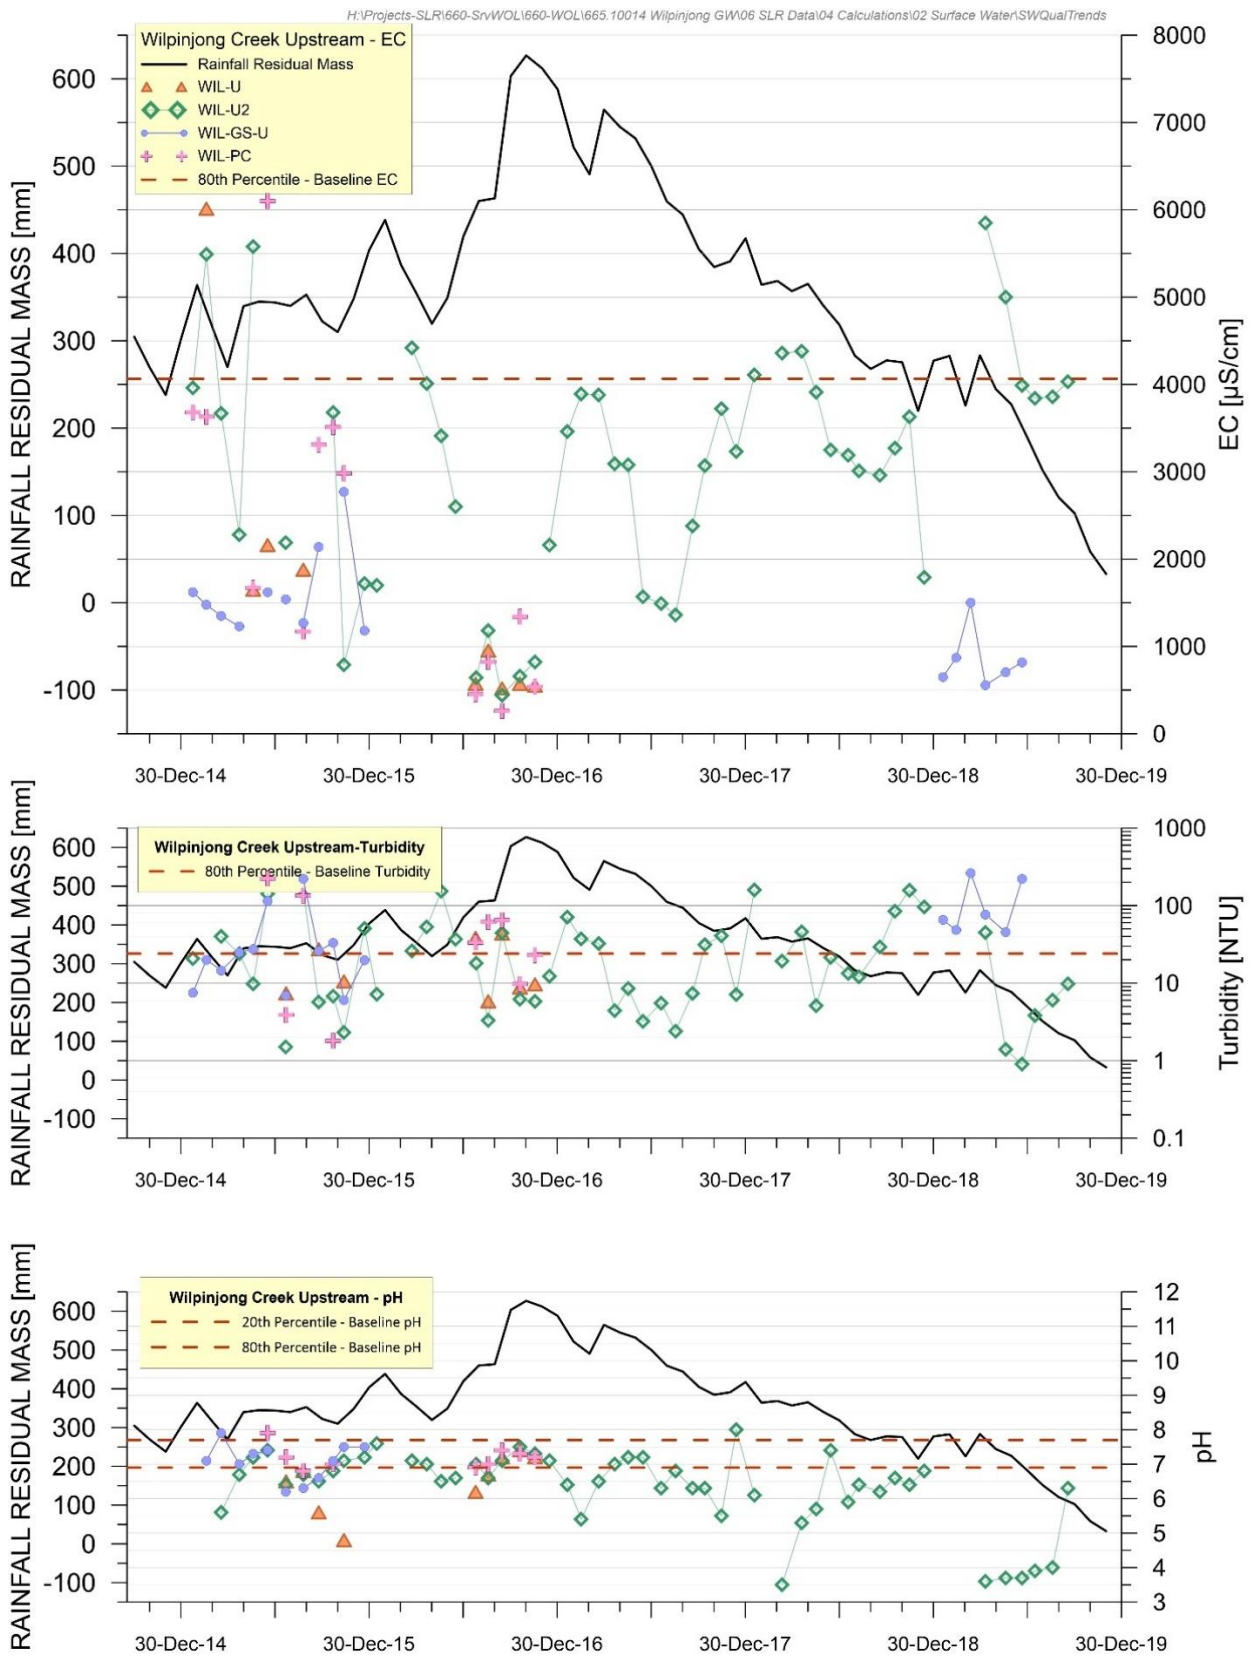 H:\Projects-SLR\660-SrvWOL\660-WOL\665.10014 Wilpinjong GW\06 SLR Data\04 Calculations\02 Surface Water\SWQualTrends
Wilpinjong Creek Upstream - EC
Rainfall Residual Mass
WIL-U
WIL-U2
WIL-GS-U
WIL-PC
80th Percentile - Baseline EC
RAINFALL RESIDUAL MASS [mm]
600
500
400
300
200
100
0
-100
8000
7000
6000
5000
4000
3000
2000
1000
0
EC [µS/cm]
30-Dec-14 30-Dec-15 30-Dec-16 30-Dec-17 30-Dec-18 30-Dec-19
Wilpinjong Creek Upstream-Turbidity
80th Percentile - Baseline Turbidity
RAINFALL RESIDUAL MASS [mm]
600
500
400
300
200
100
0
-100
1000
100
10
1
0.1
Turbidity [NTU]
30-Dec-14 30-Dec-15 30-Dec-16 30-Dec-17 30-Dec-18 30-Dec-19
Wilpinjong Creek Upstream - pH
20th Percentile - Baseline pH
80th Percentile - Baseline pH
RAINFALL RESIDUAL MASS [mm]
600
500
400
300
200
100
0
-100
12
11
10
9
8
7
6
5
4
3
pH
30-Dec-14 30-Dec-15 30-Dec-16 30-Dec-17 30-Dec-18 30-Dec-19